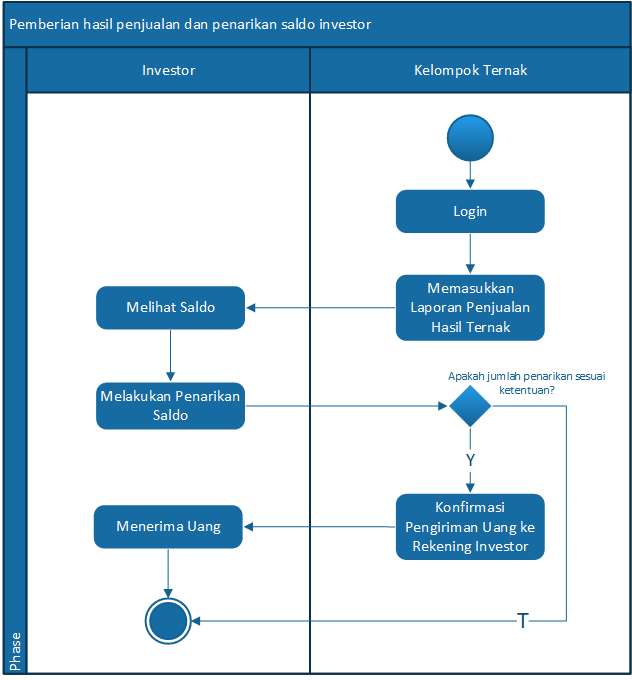 Pemberian hasil penjualan dan penarikan saldo investor
Investor
Kelompok Ternak
Login
Memasukkan
Laporan Penjualan
Hasil Ternak
Melihat Saldo
Melakukan Penarikan
Saldo
Apakah jumlah penarikan sesuai
ketentuan?
Y
Konfirmasi
Pengiriman Uang ke
Rekening Investor
Menerima Uang
T
Phase